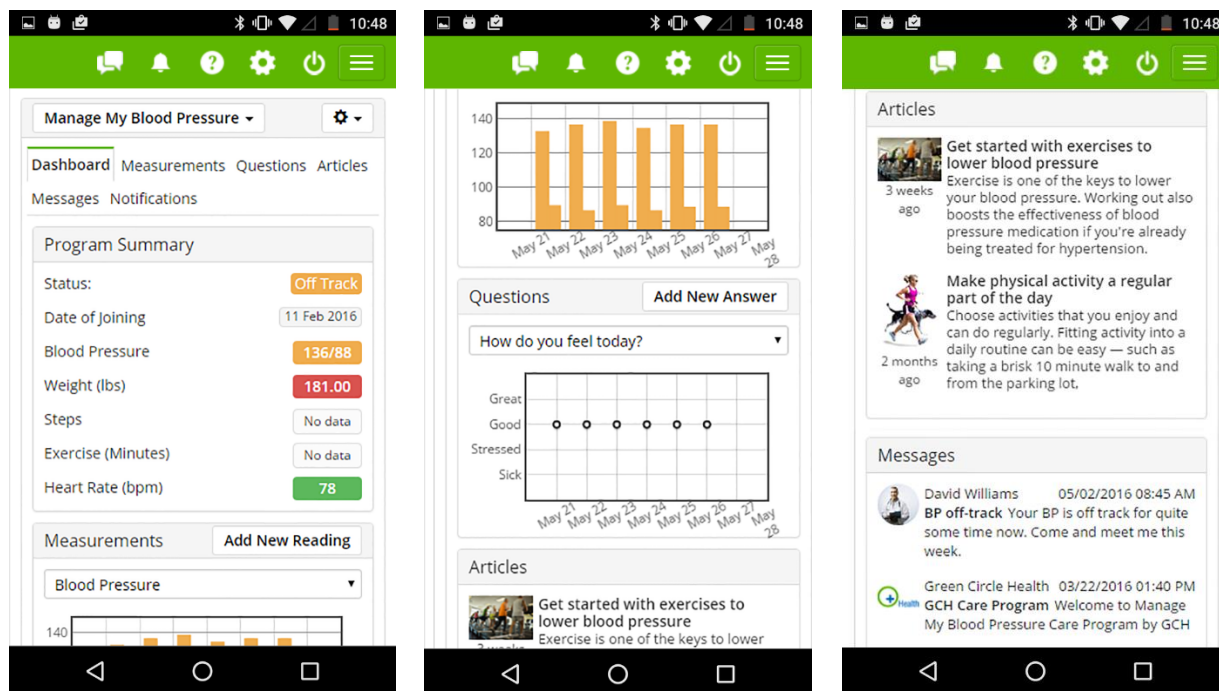 10:48
Manage My Blood Pressure
Dashboard Measurements Questions Articles
Messages Notifications
Program Summary
Status: Off Track
Date of Joining 11 Feb 2016
Blood Pressure 136/88
Weight (lbs) 181.00
Steps No data
Exercise (Minutes) No data
Heart Rate (bpm) 78
Measurements Add New Reading
Blood Pressure
140
10:48
140
120
100
80
May 21 May 22 May 23 May 24 May 25 May 26 May 27 May 28
Questions Add New Answer
How do you feel today?
Great
Good
Stressed
Sick
May 21 May 22 May 23 May 24 May 25 May 26 May 27 May 28
Articles
Get started with exercises to
lower blood pressure
Exercise is one of the keys to lower
3 weeks
10:48
Articles
Get started with exercises to
lower blood pressure
Exercise is one of the keys to lower
your blood pressure. Working out also
boosts the effectiveness of blood
pressure medication if you're already
being treated for hypertension.
3 weeks
ago
Make physical activity a regular
part of the day
Choose activities that you enjoy and
can do regularly. Fitting activity into a
daily routine can be easy — such as
taking a brisk 10 minute walk to and
from the parking lot.
2 months
ago
Messages
David Williams 05/02/2016 08:45 AM
BP off-track Your BP is off track for quite
some time now. Come and meet me this
week.
Green Circle Health 03/22/2016 01:40 PM
Health
GCH Care Program Welcome to Manage
My Blood Pressure Care Program by GCH